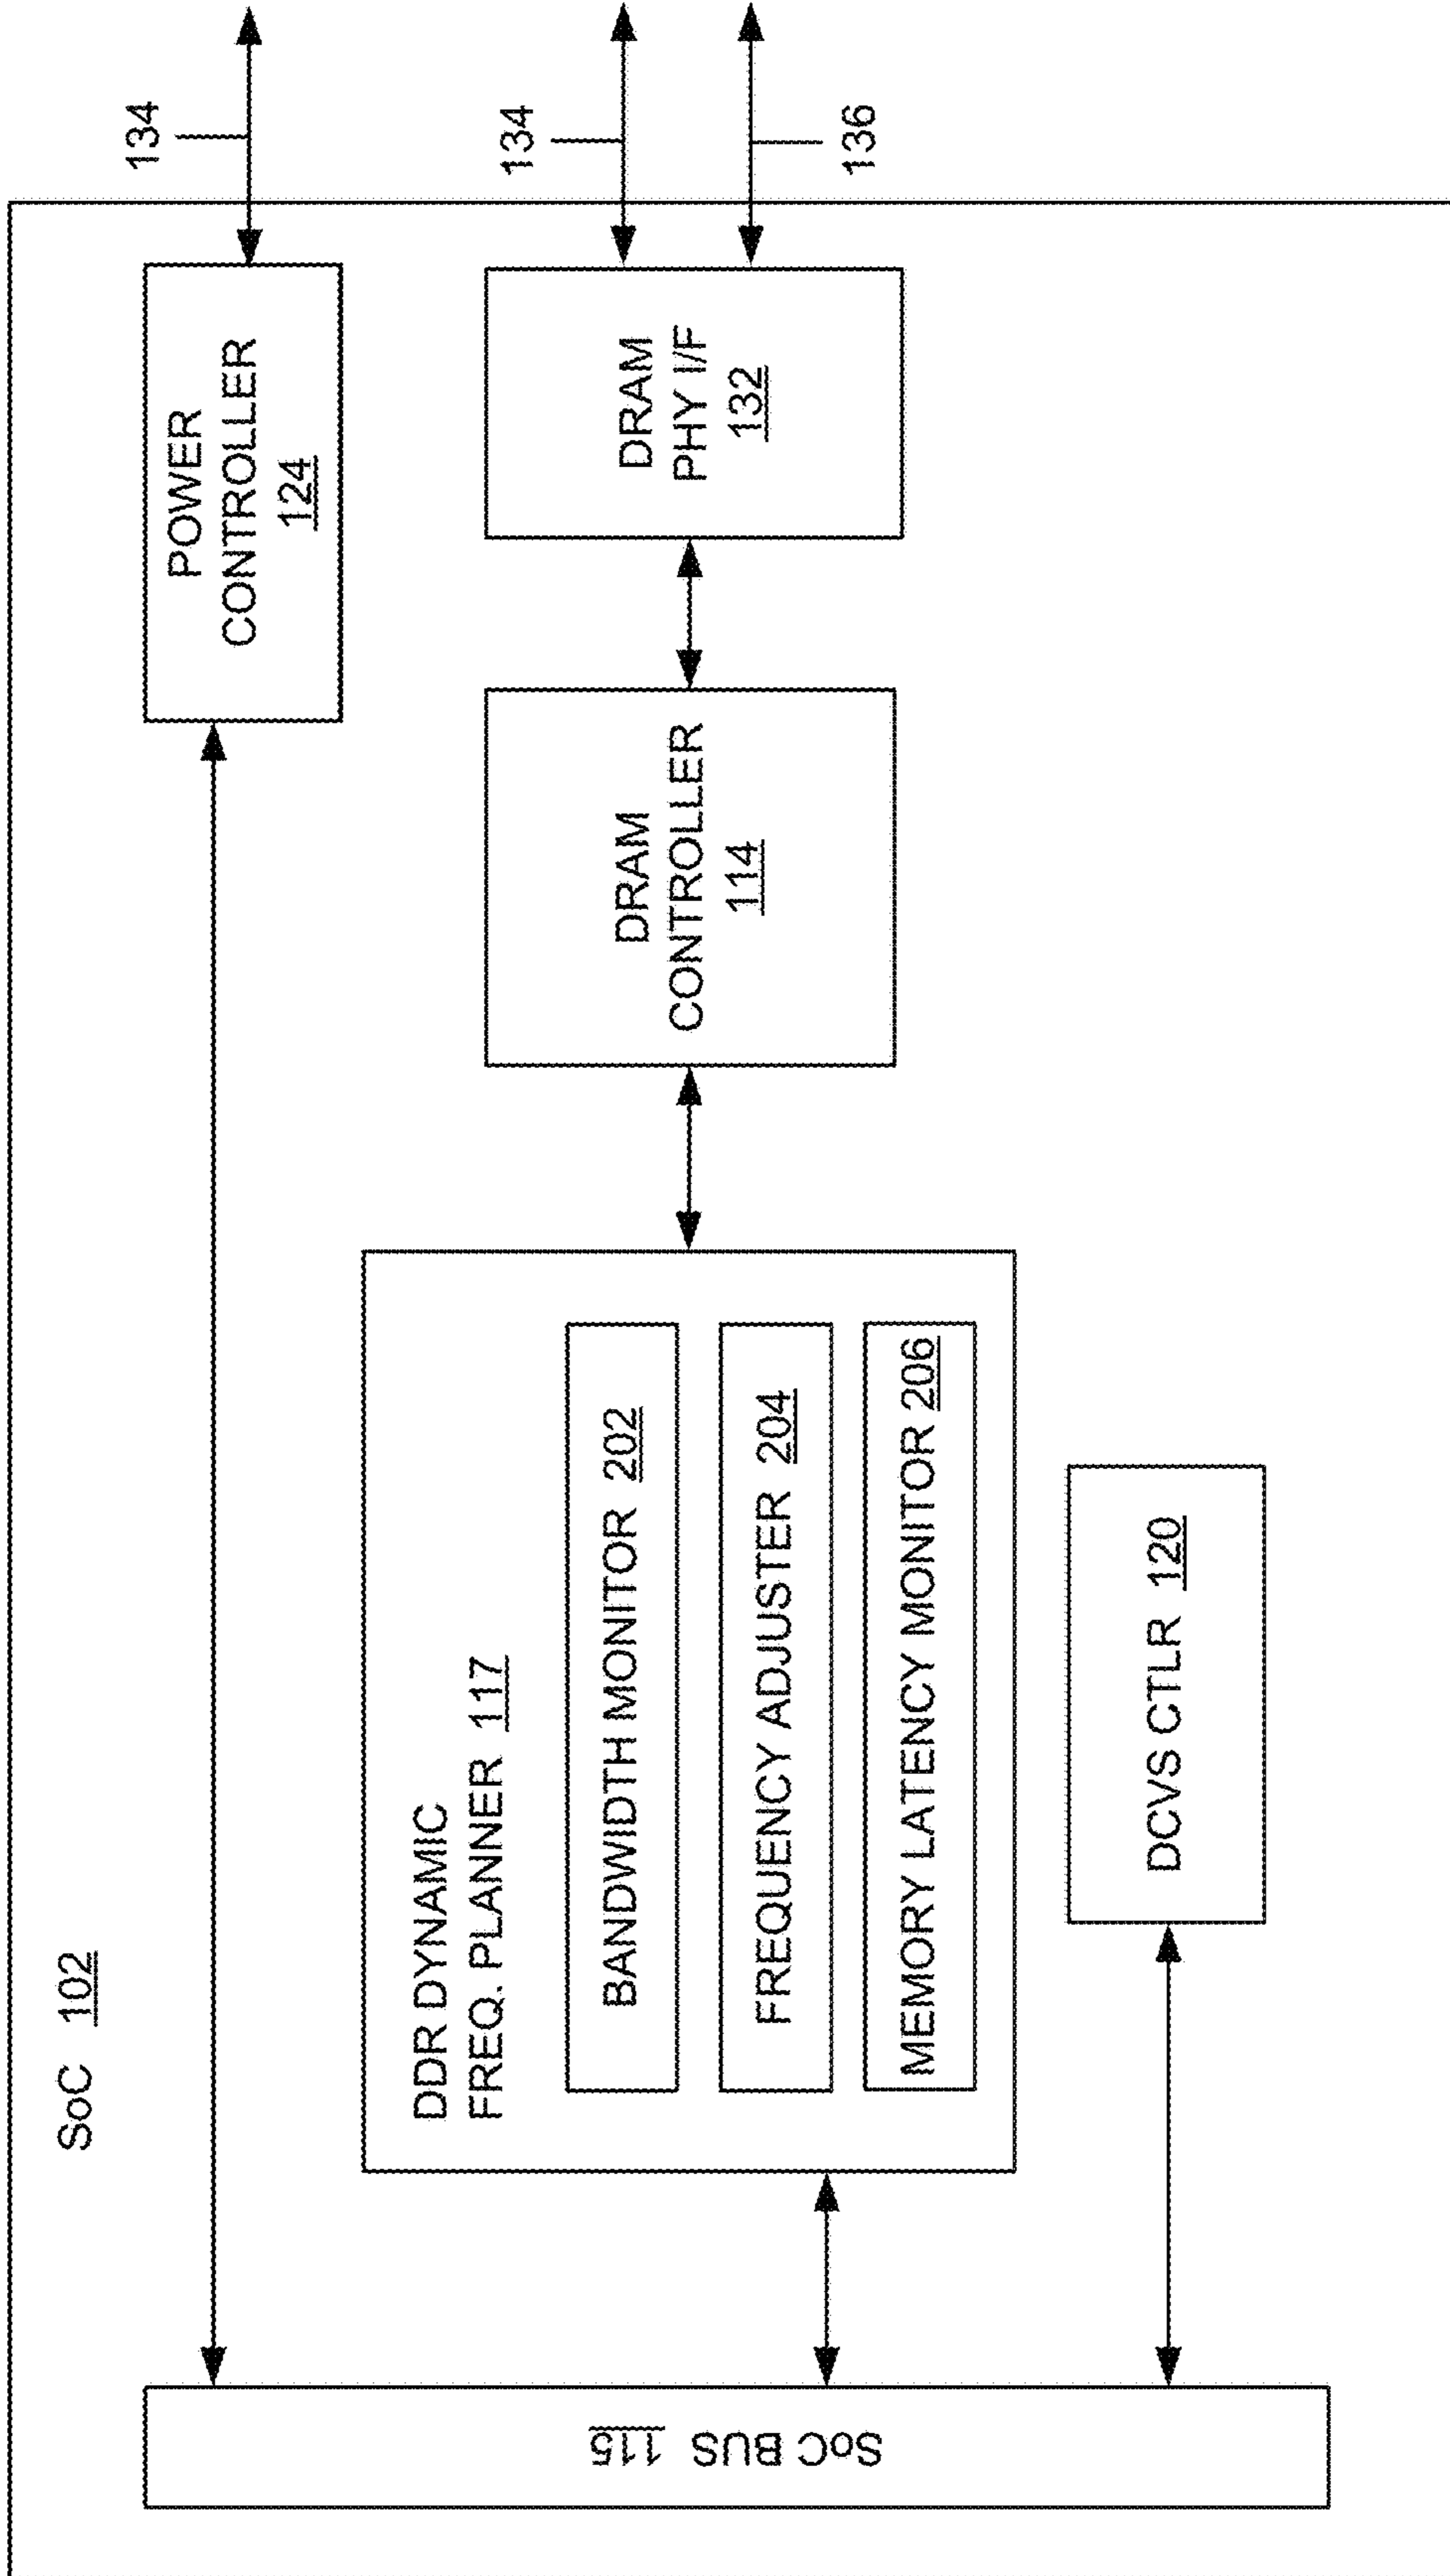 SoC 102
134
POWER
CONTROLLER
124
134
136
DRAM
PHY I/F
132
DRAM
CONTROLLER
114
DDR DYNAMIC
FREQ. PLANNER 117
BANDWIDTH MONITOR 202
FREQUENCY ADJUSTER 204
MEMORY LATENCY MONITOR 206
DCVS CTLR 120
SoC BUS 115